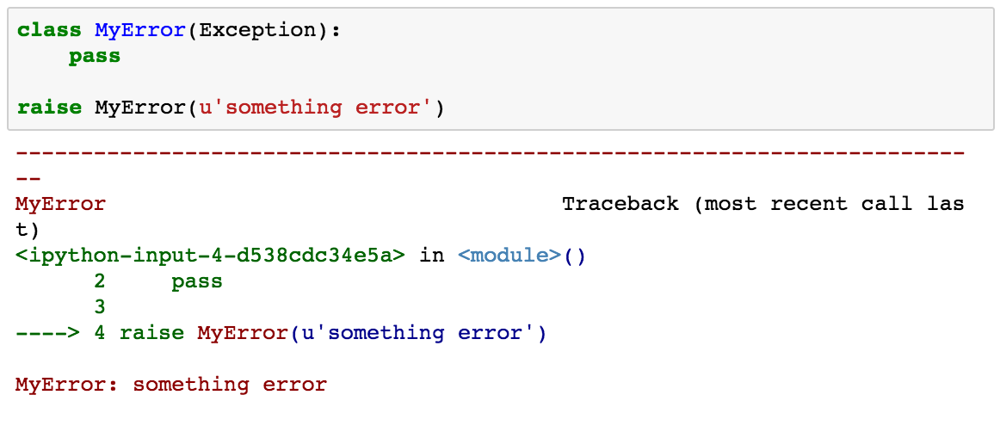 class MyError(Exception):
    pass

raise MyError(u'something error')
---------------------------------------------------------------------------
--
MyError                                   Traceback (most recent call las
t)
<ipython-input-4-d538cdc34e5a> in <module>()
      2     pass
      3
----> 4 raise MyError(u'something error')

MyError: something error